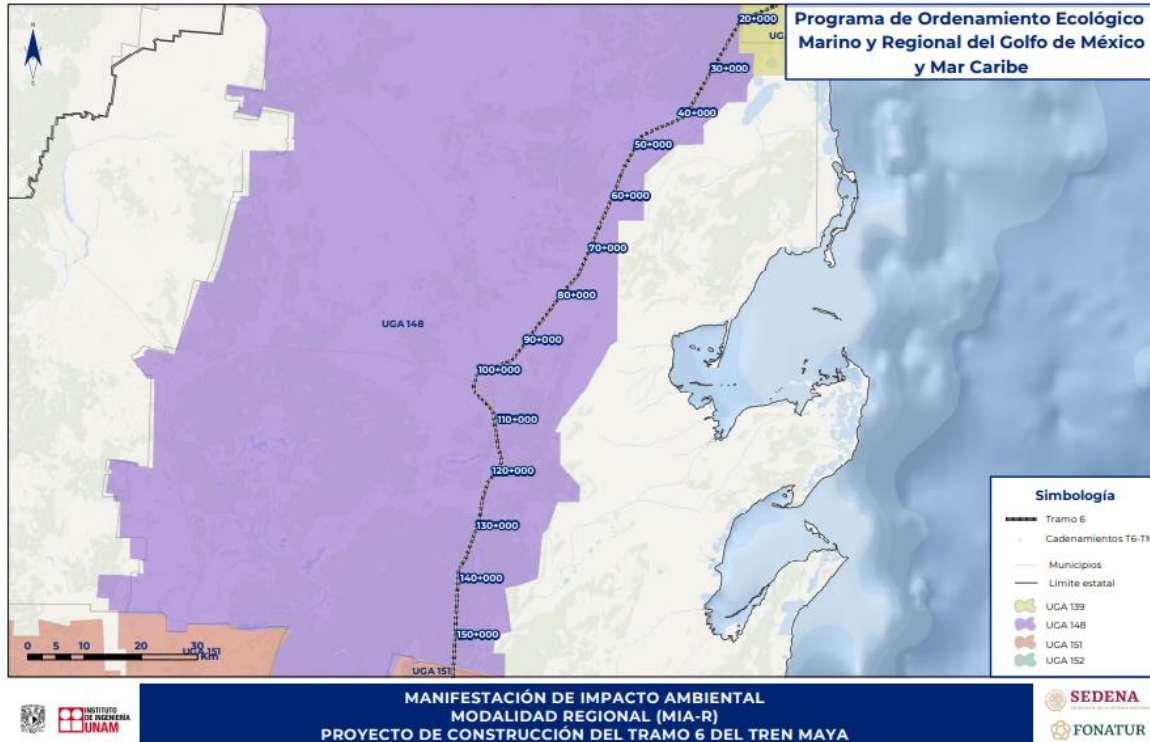 Programa de Ordenamiento Ecológico
Marino y Regional del Golfo de México
y Mar Caribe
N
20+000
UGA
30+000
40+000
50+000
60+000
70+000
80+000
UGA 148
90+000
100+000
110+000
120+000
130+000
140+000
150+000
UGA 151
UGA 151
0 5 10 20 30
Km
Simbología
Tramo 6
Cadenamientos T6-TM
Municipios
Límite estatal
UGA 139
UGA 148
UGA 151
UGA 152
INSTITUTO
DE INGENIERÍA
UNAM
MANIFESTACIÓN DE IMPACTO AMBIENTAL
MODALIDAD REGIONAL (MIA-R)
PROYECTO DE CONSTRUCCIÓN DEL TRAMO 6 DEL TREN MAYA
SEDENA
FONATUR